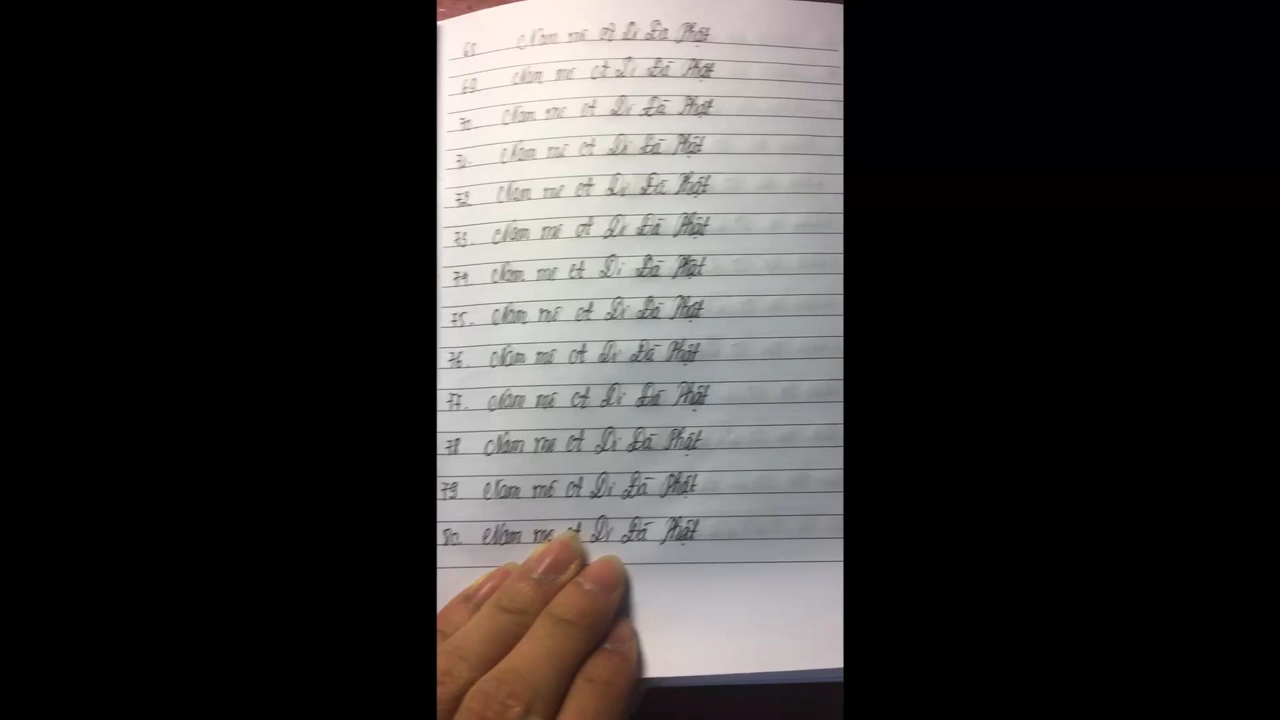 68. Nam mô A Di Đà Phật
69. Nam mô A Di Đà Phật
70. Nam mô A Di Đà Phật
71. Nam mô A Di Đà Phật
72. Nam mô A Di Đà Phật
73. Nam mô A Di Đà Phật
74. Nam mô A Di Đà Phật
75. Nam mô A Di Đà Phật
76. Nam mô A Di Đà Phật
77. Nam mô A Di Đà Phật
78. Nam mô A Di Đà Phật
79. Nam mô A Di Đà Phật
80. Nam mô A Di Đà Phật